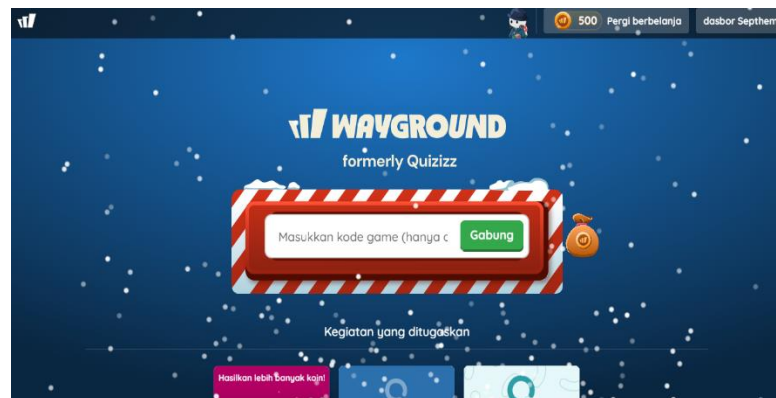 500 Pergi berbelanja
dasbor Septhem
WAYGROUND
formerly Quizizz
Masukkan kode game (hanya c
Gabung
Kegiatan yang ditugaskan
Hasilkan lebih banyak koin!